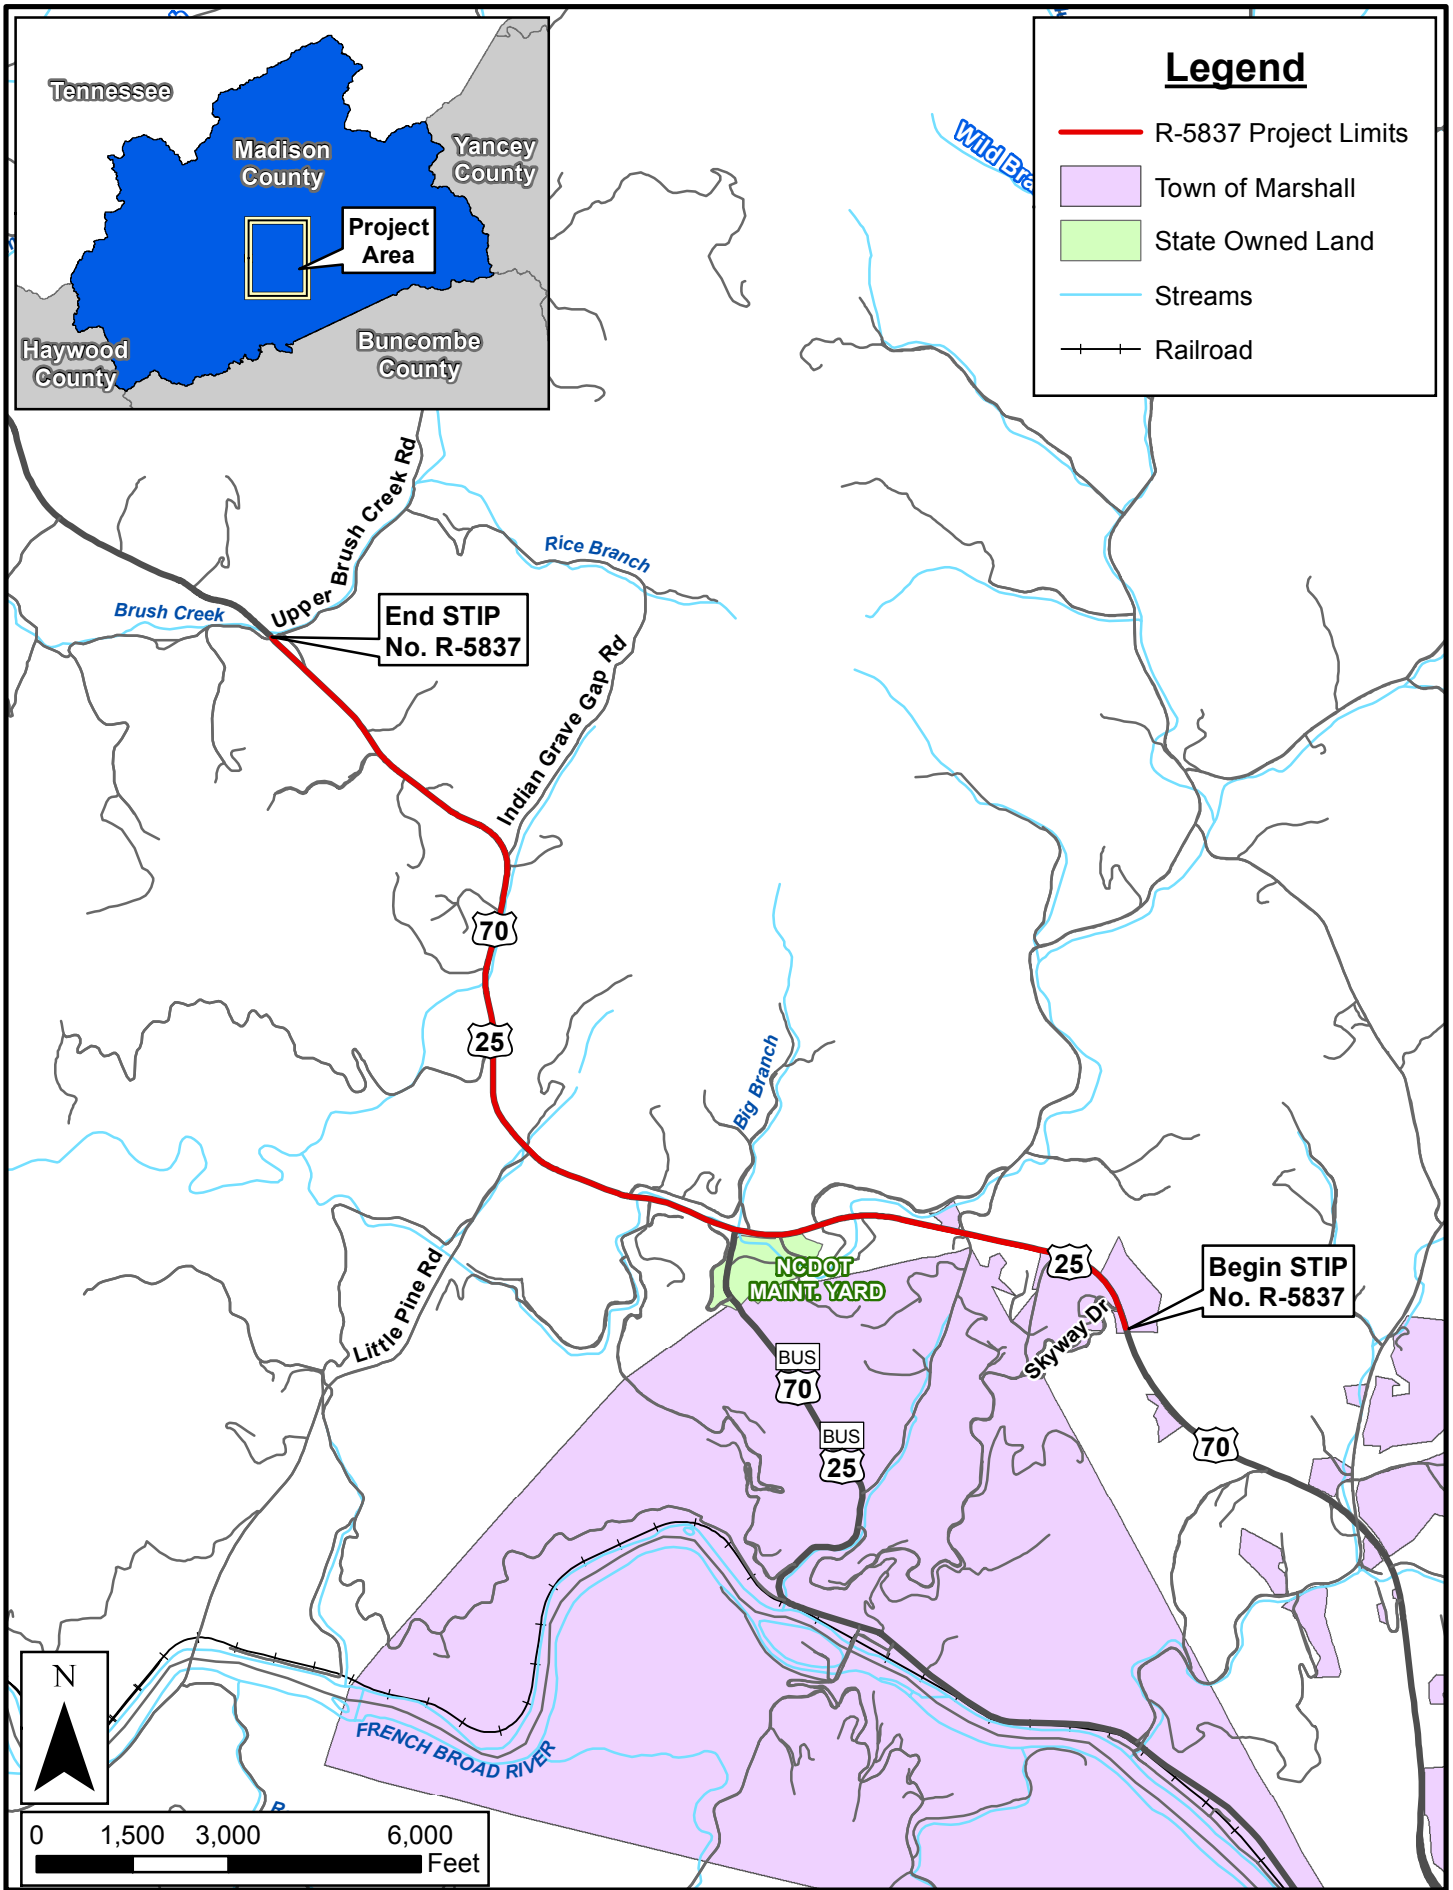 Tennessee
Madison
County
Yancey
County
Project
Area
Haywood
County
Buncombe
County
Legend
R-5837 Project Limits
Town of Marshall
State Owned Land
Streams
Railroad
Upper Brush Creek Rd
Rice Branch
Brush Creek
End STIP
No. R-5837
Indian Grave Gap Rd
70
25
Big Branch
Little Pine Rd
NCDOT
MAINT. YARD
25
Begin STIP
No. R-5837
Skyway Dr
BUS
70
BUS
25
70
FRENCH BROAD RIVER
N
0 1,500 3,000 6,000
Feet